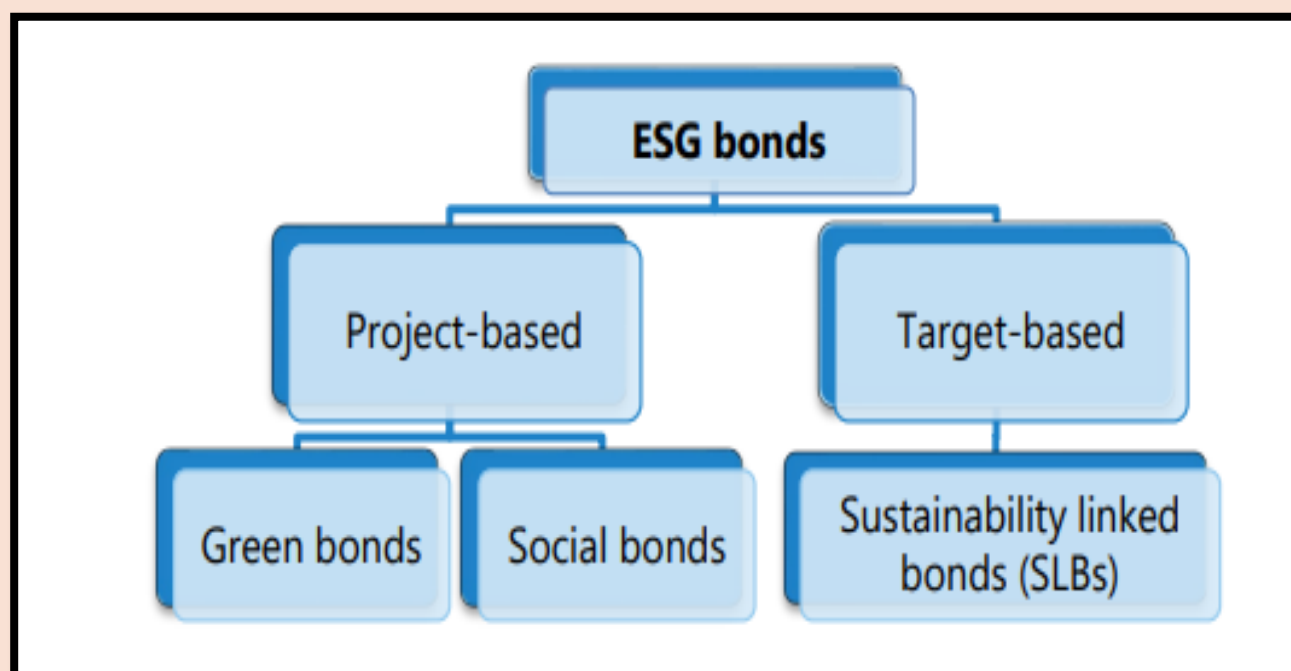 ESG bonds
Project-based
Target-based
Green bonds
Social bonds
Sustainability linked
bonds (SLBs)